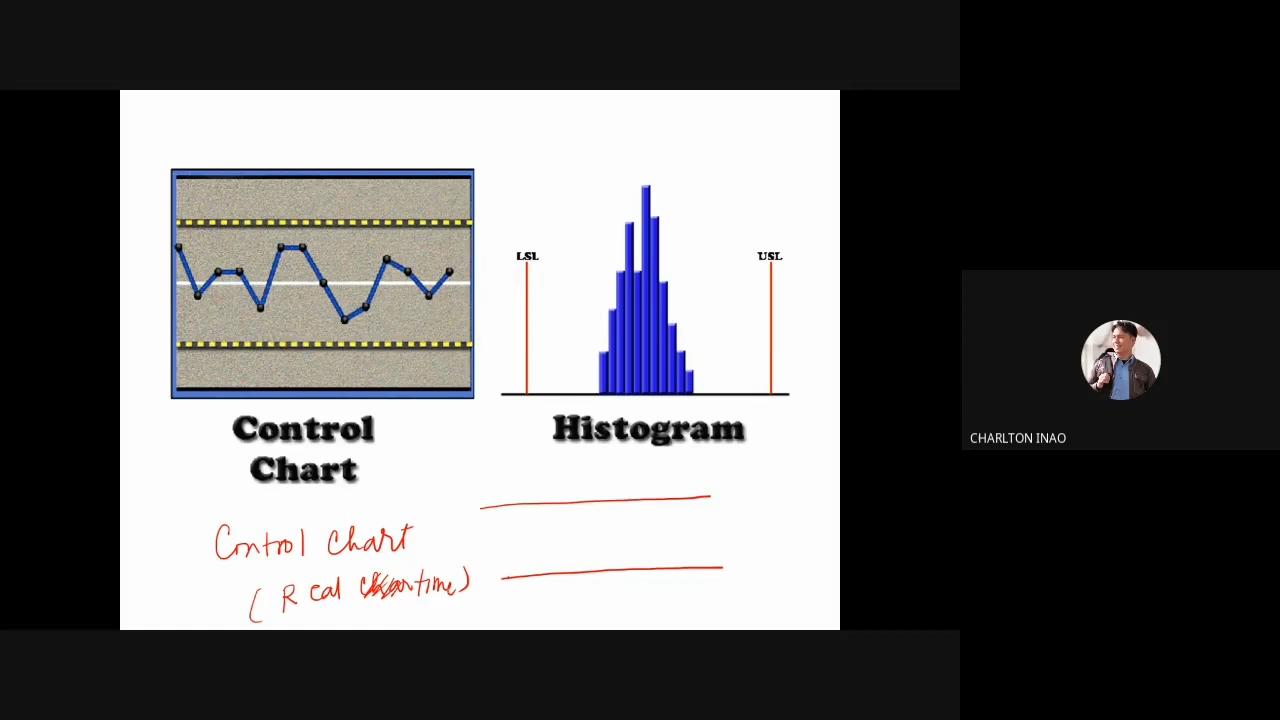 LSL
USL
Control
Chart
Histogram
Control Chart
(Real time)
CHARLTON INAO